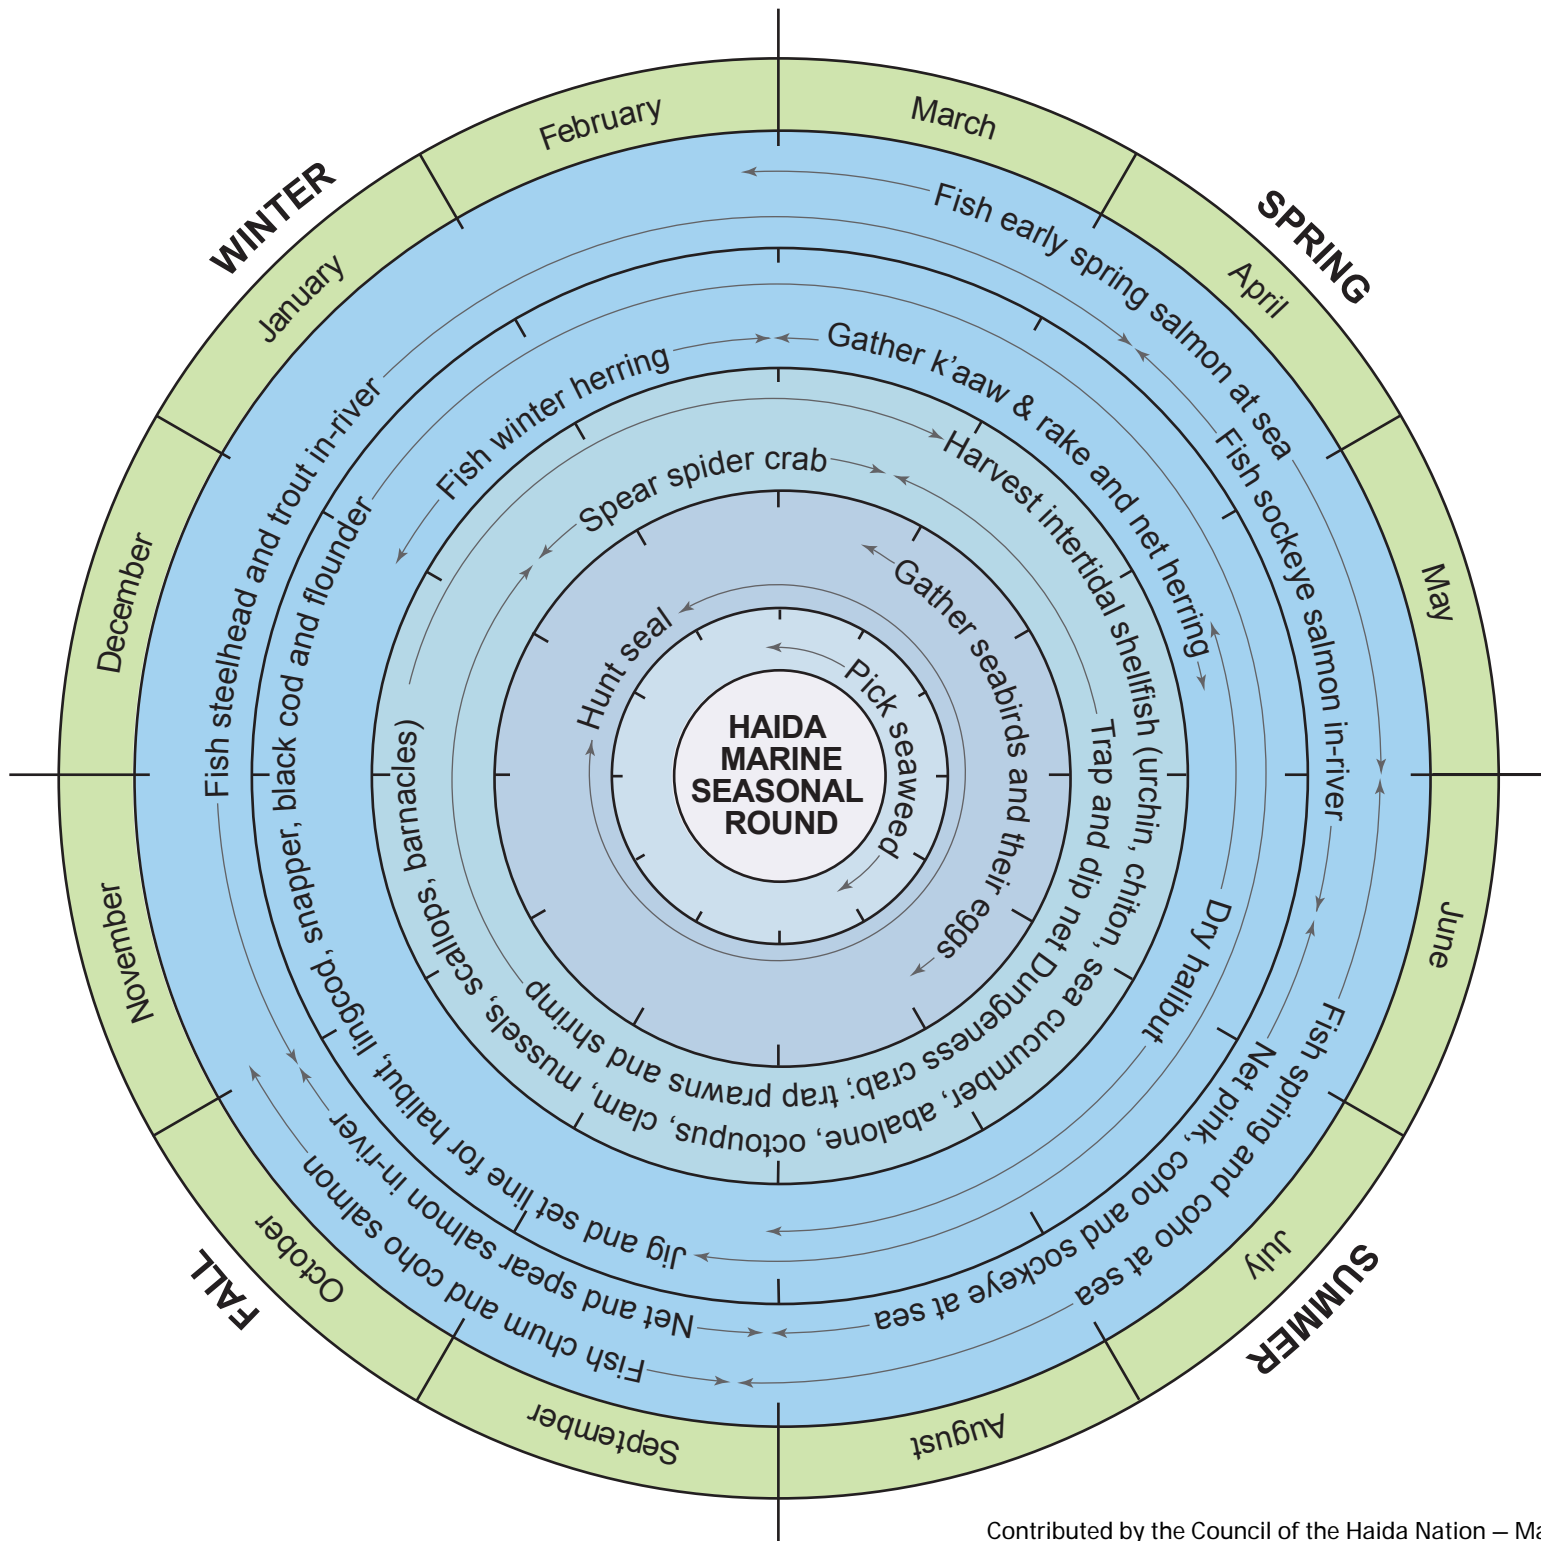 WINTER
SPRING
SUMMER
FALL
January
February
March
April
May
June
July
August
September
October
November
December
Fish early spring salmon at sea
Fish spring and coho at sea
Fish chum and coho salmon
Fish steelhead and trout in-river
Fish sockeye salmon in-river
Net pink, coho and sockeye at sea
Net and spear salmon in-river
Jig and set line for halibut, lingcod, snapper, black cod and flounder
Fish winter herring
Gather k’aaw & rake and net herring
Dry halibut
Harvest intertidal shellfish (urchin, chiton, sea cucumber, abalone, octoupus, clam, mussels, scallops, barnacles)
Spear spider crab
Trap and dip net Dungeness crab; trap prawns and shrimp
Gather seabirds and their eggs
Hunt seal
Pick seaweed
HAIDA
MARINE
SEASONAL
ROUND
Contributed by the Council of the Haida Nation – Ma